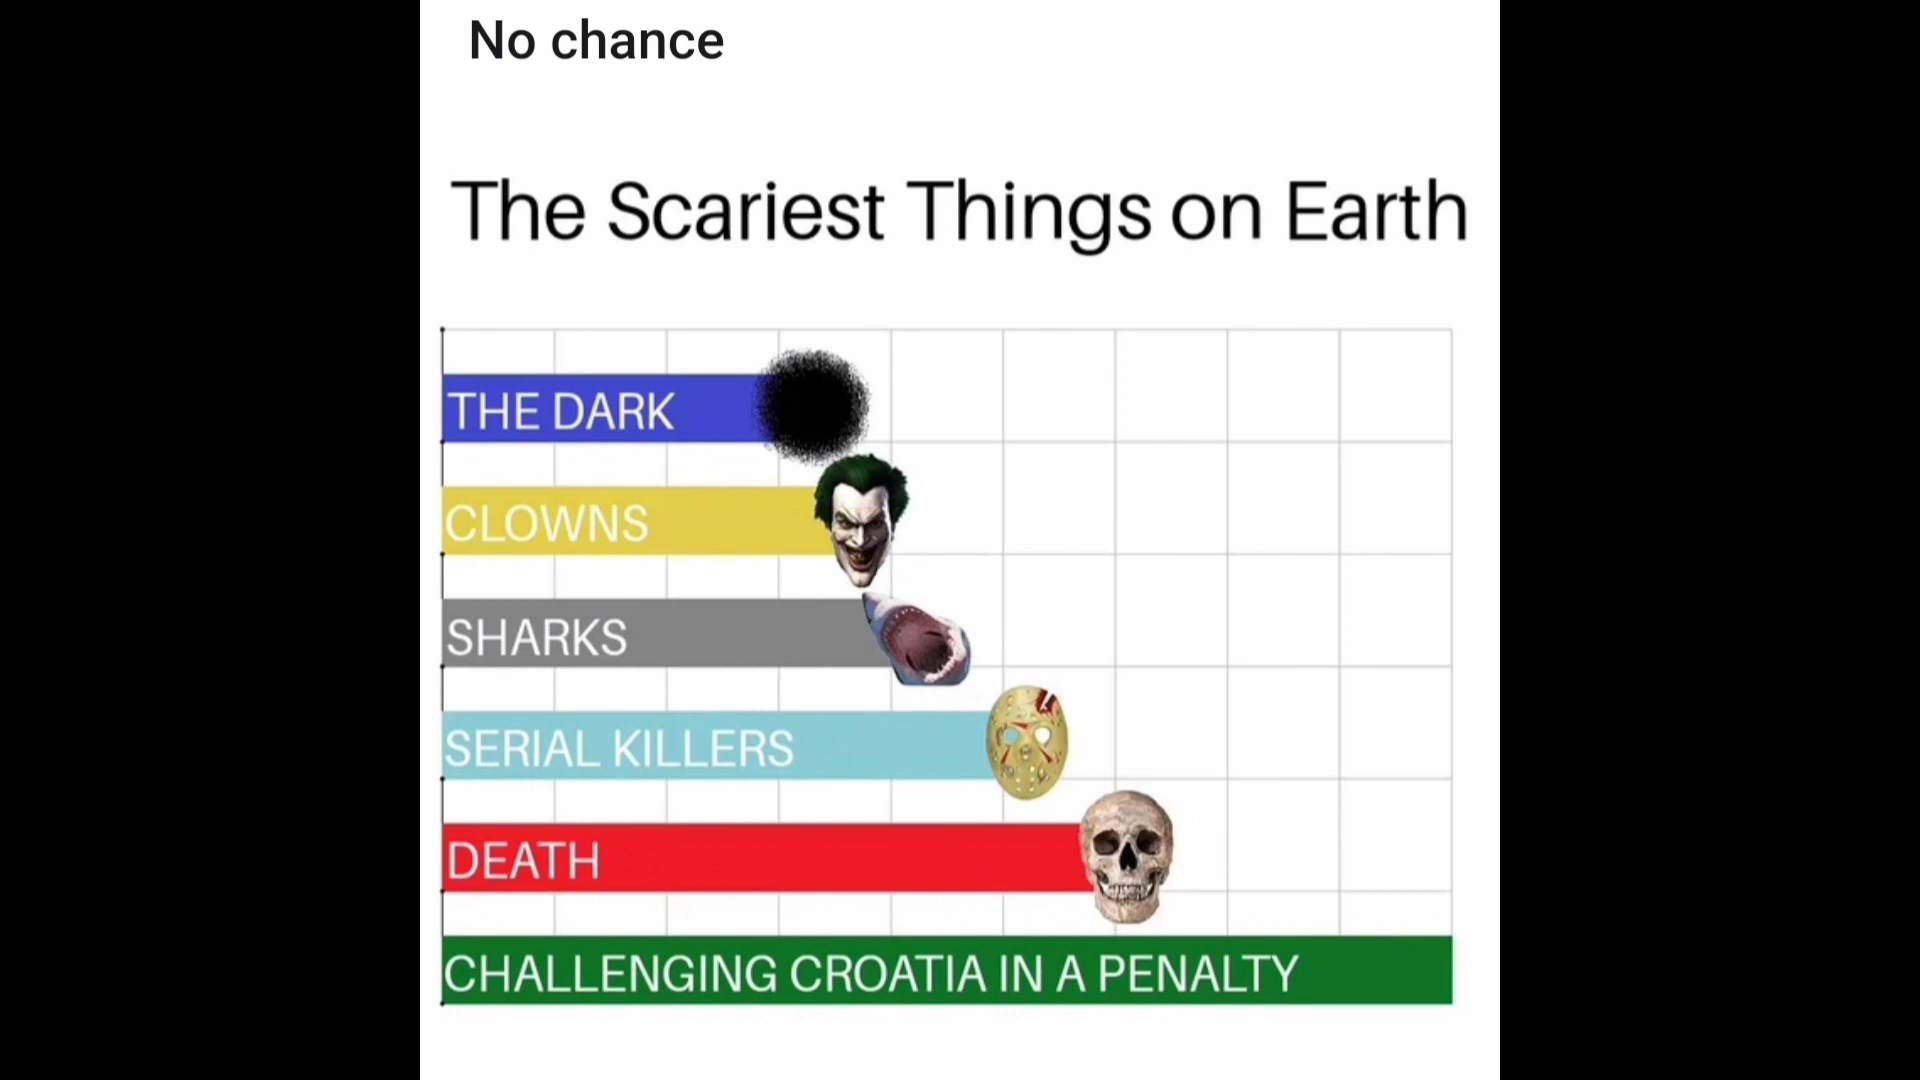 No chance
The Scariest Things on Earth
THE DARK
CLOWNS
SHARKS
SERIAL KILLERS
DEATH
CHALLENGING CROATIA IN A PENALTY